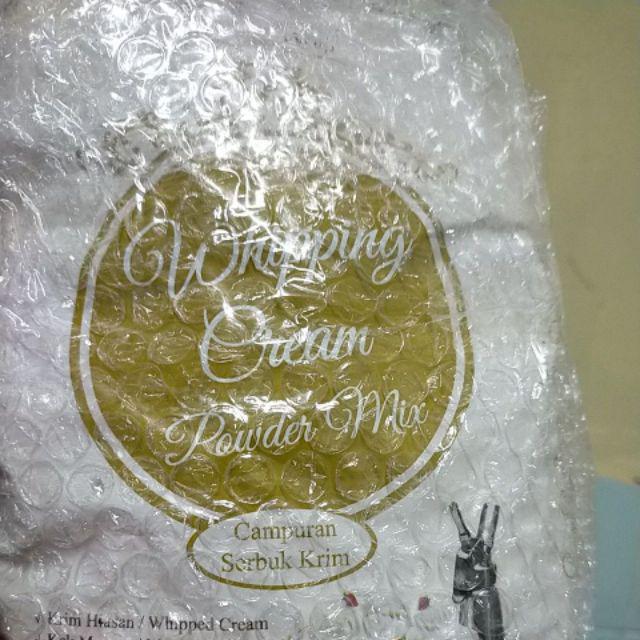 Whipping
Cream
Powder Mix
Campuran
Serbuk Krim
√ Krim Hiasan / Whipped Cream